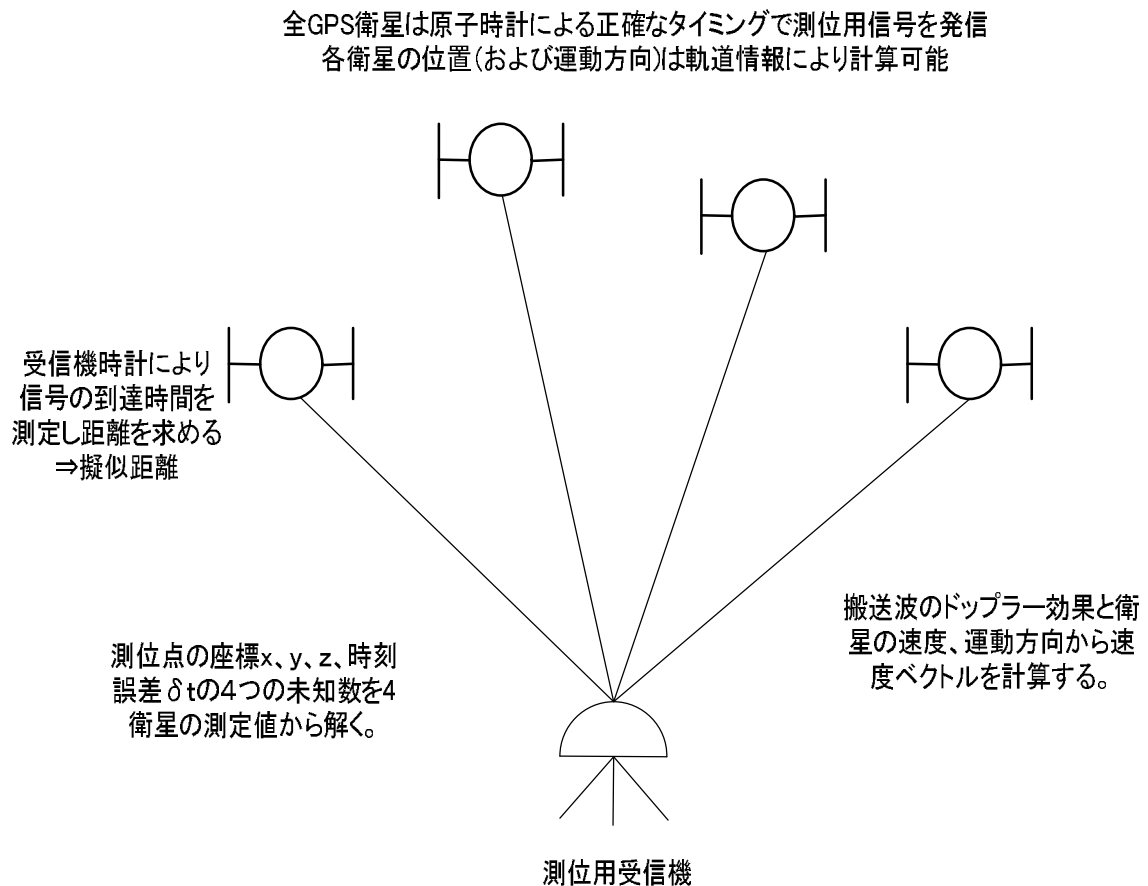 全GPS衛星は原子時計による正確なタイミングで測位用信号を発信
各衛星の位置(および運動方向)は軌道情報により計算可能
受信機時計により
信号の到達時間を
測定し距離を求める
⇒擬似距離
搬送波のドップラー効果と衛
星の速度、運動方向から速
度ベクトルを計算する。
測位点の座標x、y、z、時刻
誤差δtの4つの未知数を4
衛星の測定値から解く。
測位用受信機